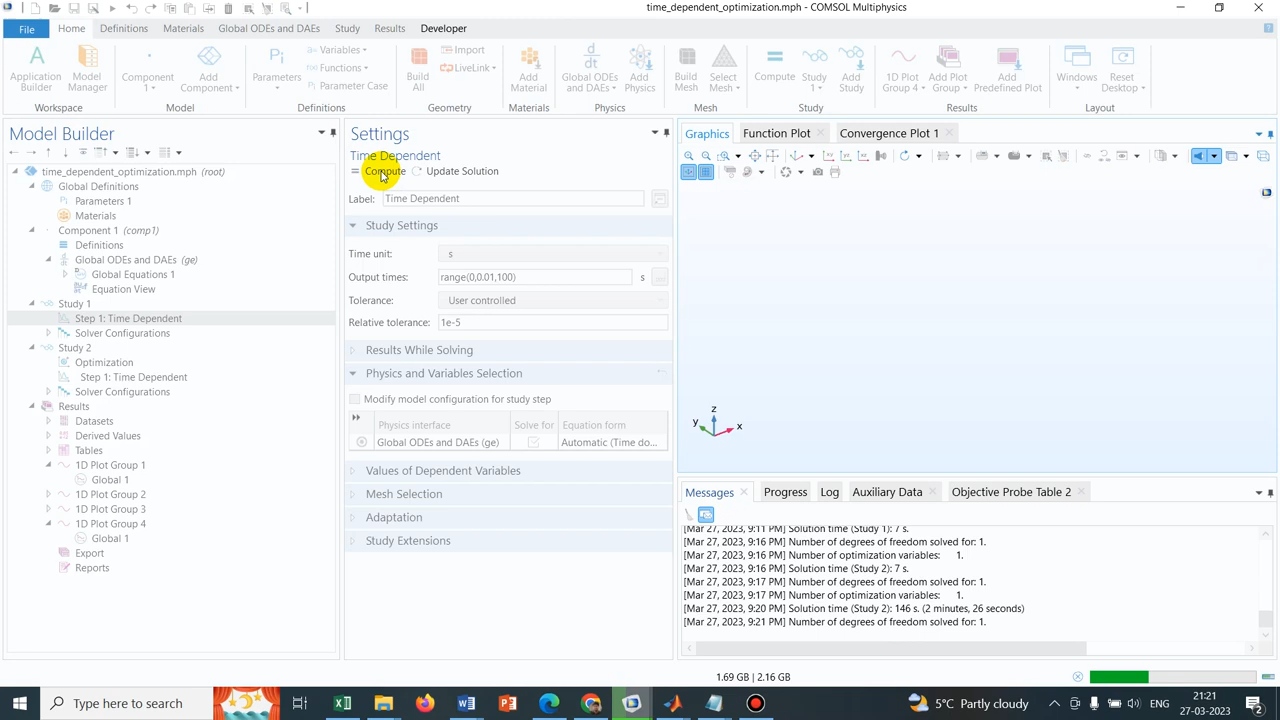 time_dependent_optimization.mph - COMSOL Multiphysics
File Home Definitions Materials Global ODEs and DAEs Study Results Developer
Application Builder
Model Manager
Workspace
Component 1
Add Component
Model
Pi
Parameters
a= Variables
f(x) Functions
Pi Parameter Case
Definitions
Build All
Import
LiveLink
Geometry
Add Material
Materials
d dt
Global ODEs and DAEs
Add Physics
Physics
Build Mesh
Select Mesh
Mesh
Compute
Study 1
Add Study
Study
1D Plot Group 4
Add Plot Group
Add Predefined Plot
Results
Windows
Reset Desktop
Layout
Model Builder
time_dependent_optimization.mph (root)
Global Definitions
Parameters 1
Materials
Component 1 (comp1)
Definitions
Global ODEs and DAEs (ge)
Global Equations 1
Equation View
Study 1
Step 1: Time Dependent
Solver Configurations
Study 2
Optimization
Step 1: Time Dependent
Solver Configurations
Results
Datasets
Derived Values
Tables
1D Plot Group 1
Global 1
1D Plot Group 2
1D Plot Group 3
1D Plot Group 4
Global 1
Export
Reports
Settings
Time Dependent
Compute Update Solution
Label: Time Dependent
Study Settings
Time unit: s
Output times: range(0,0.01,100) s
Tolerance: User controlled
Relative tolerance: 1e-5
Results While Solving
Physics and Variables Selection
Modify model configuration for study step
Physics interface Solve for Equation form
Global ODEs and DAEs (ge) Automatic (Time do...
Values of Dependent Variables
Mesh Selection
Adaptation
Study Extensions
Graphics Function Plot Convergence Plot 1
z
y x
Messages Progress Log Auxiliary Data Objective Probe Table 2
[Mar 27, 2023, 9:11 PM] Solution time (Study 1): 7 s.
[Mar 27, 2023, 9:16 PM] Number of degrees of freedom solved for: 1.
[Mar 27, 2023, 9:16 PM] Number of optimization variables: 1.
[Mar 27, 2023, 9:16 PM] Solution time (Study 2): 7 s.
[Mar 27, 2023, 9:17 PM] Number of degrees of freedom solved for: 1.
[Mar 27, 2023, 9:17 PM] Number of optimization variables: 1.
[Mar 27, 2023, 9:20 PM] Solution time (Study 2): 146 s. (2 minutes, 26 seconds)
[Mar 27, 2023, 9:21 PM] Number of degrees of freedom solved for: 1.
1.69 GB | 2.16 GB
Type here to search
5°C Partly cloudy
21:21
27-03-2023
2